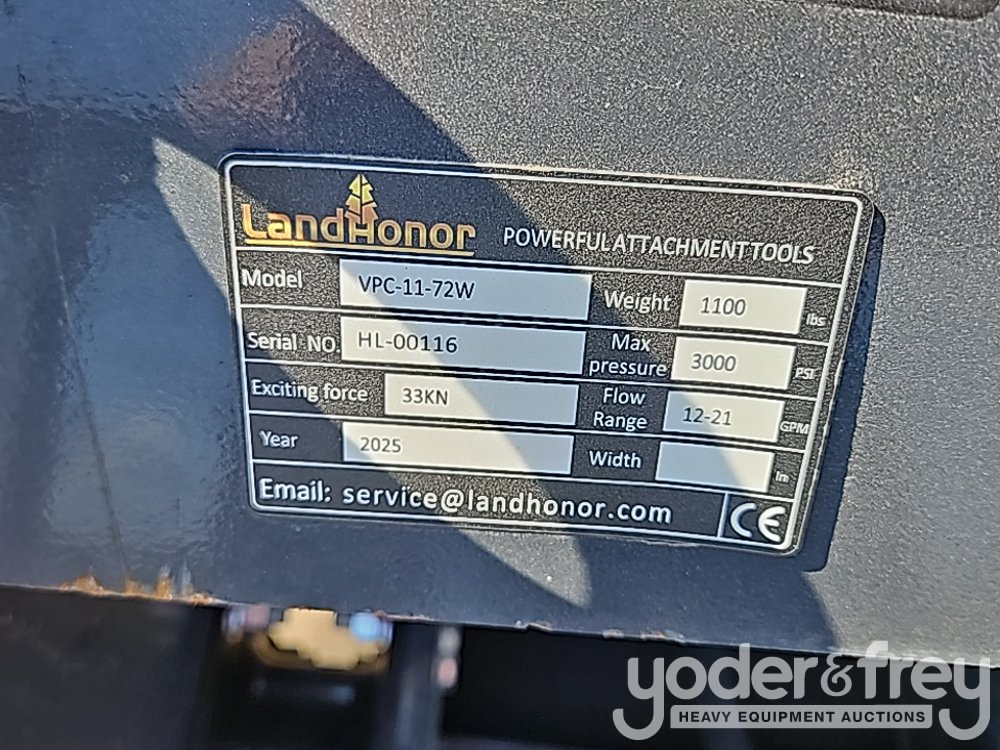 LandHonor POWERFUL ATTACHMENT TOOLS
Model VPC-11-72W Weight 1100 lbs
Serial NO HL-00116 Max pressure 3000 PSI
Exciting force 33KN Flow Range 12-21 GPM
Year 2025 Width In
Email: service@landhonor.com CE
yoder&frey
HEAVY EQUIPMENT AUCTIONS